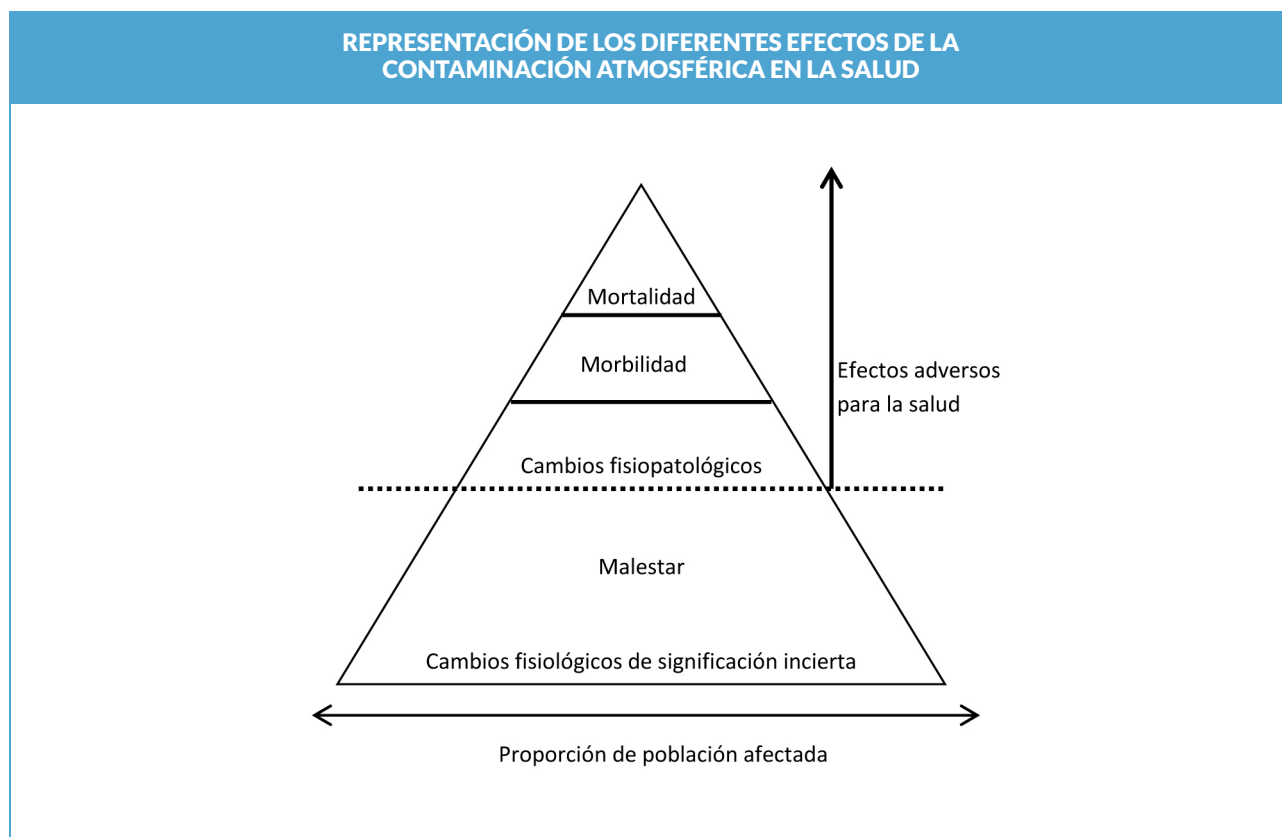 REPRESENTACIÓN DE LOS DIFERENTES EFECTOS DE LA
CONTAMINACIÓN ATMOSFÉRICA EN LA SALUD
Mortalidad
Morbilidad
Efectos adversos
para la salud
Cambios fisiopatológicos
Malestar
Cambios fisiológicos de significación incierta
Proporción de población afectada